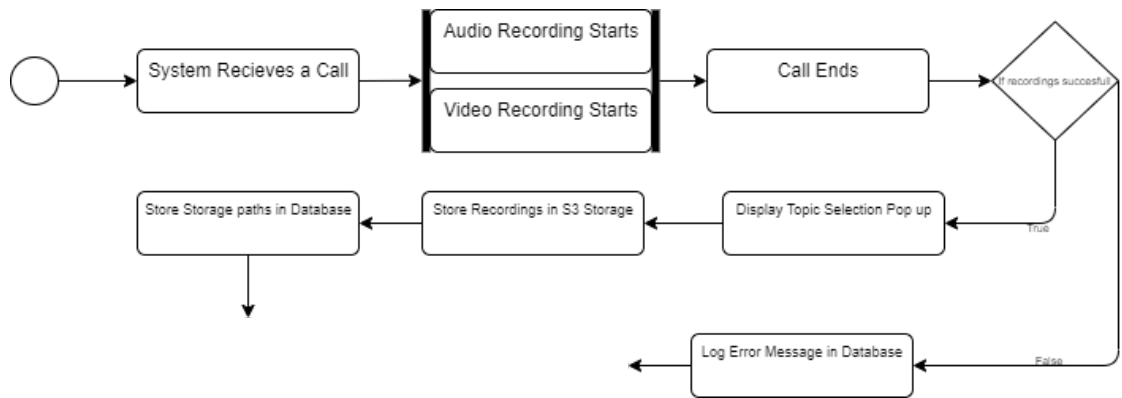 System Recieves a Call
Audio Recording Starts
Video Recording Starts
Call Ends
If recordings succesfull
Store Storage paths in Database
Store Recordings in S3 Storage
Display Topic Selection Pop up
True
Log Error Message in Database
False